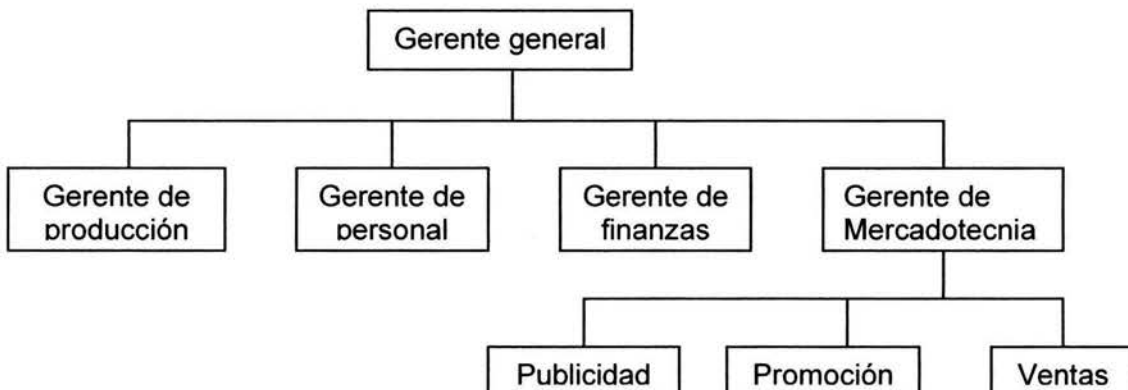 Gerente general
Gerente de
producción
Gerente de
personal
Gerente de
finanzas
Gerente de
Mercadotecnia
Publicidad
Promoción
Ventas